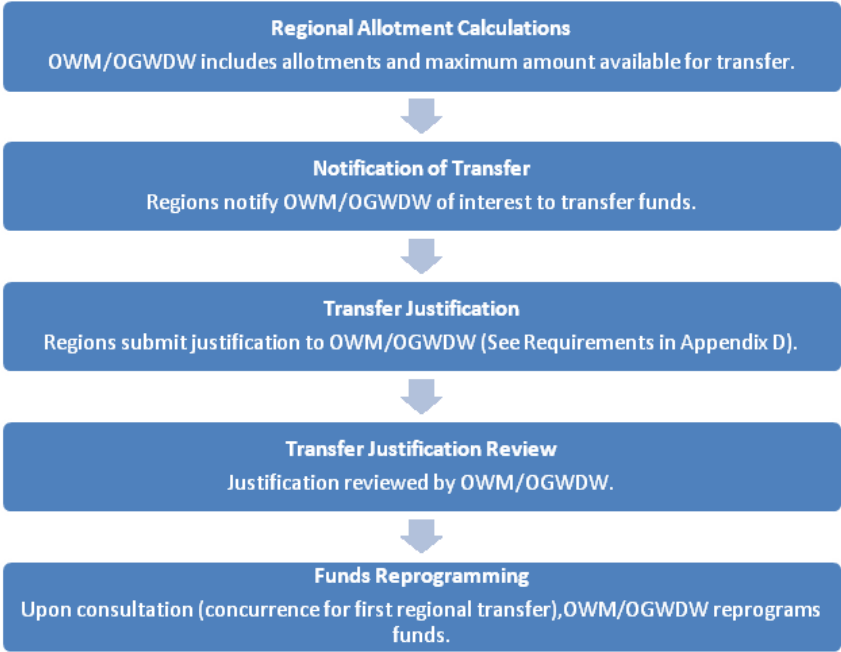 Regional Allotment Calculations
OWM/OGWDW includes allotments and maximum amount available for transfer.
Notification of Transfer
Regions notify OWM/OGWDW of interest to transfer funds.
Transfer Justification
Regions submit justification to OWM/OGWDW (See Requirements in Appendix D).
Transfer Justification Review
Justification reviewed by OWM/OGWDW.
Funds Reprogramming
Upon consultation (concurrence for first regional transfer),OWM/OGWDW reprograms
funds.